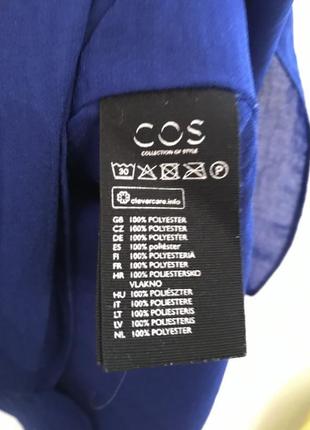 COS
COLLECTION OF STYLE
30 P
clevercare.info
GB 100% POLYESTER
CZ 100% POLYESTER
DE 100% POLYESTER
ES 100% poliéster
FI 100% POLYESTERIA
FR 100% POLYESTER
HR 100% POLIESTERSKO
VLAKNO
HU 100% POLIÉSZTER
IT 100% POLIESTERE
LT 100% POLIESTERIS
LV 100% POLIESTERIS
NL 100% POLYESTER